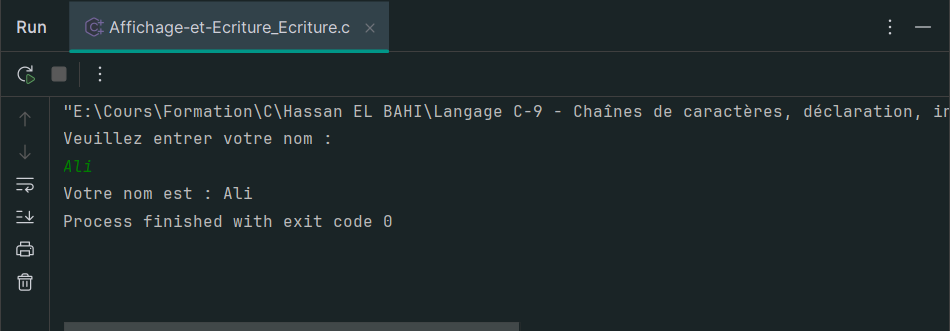 Run
Affichage-et-Ecriture_Ecriture.c
"E:\Cours\Formation\C\Hassan EL BAHI\Langage C-9 - Chaînes de caractères, déclaration, in
Veuillez entrer votre nom :
Ali
Votre nom est : Ali
Process finished with exit code 0